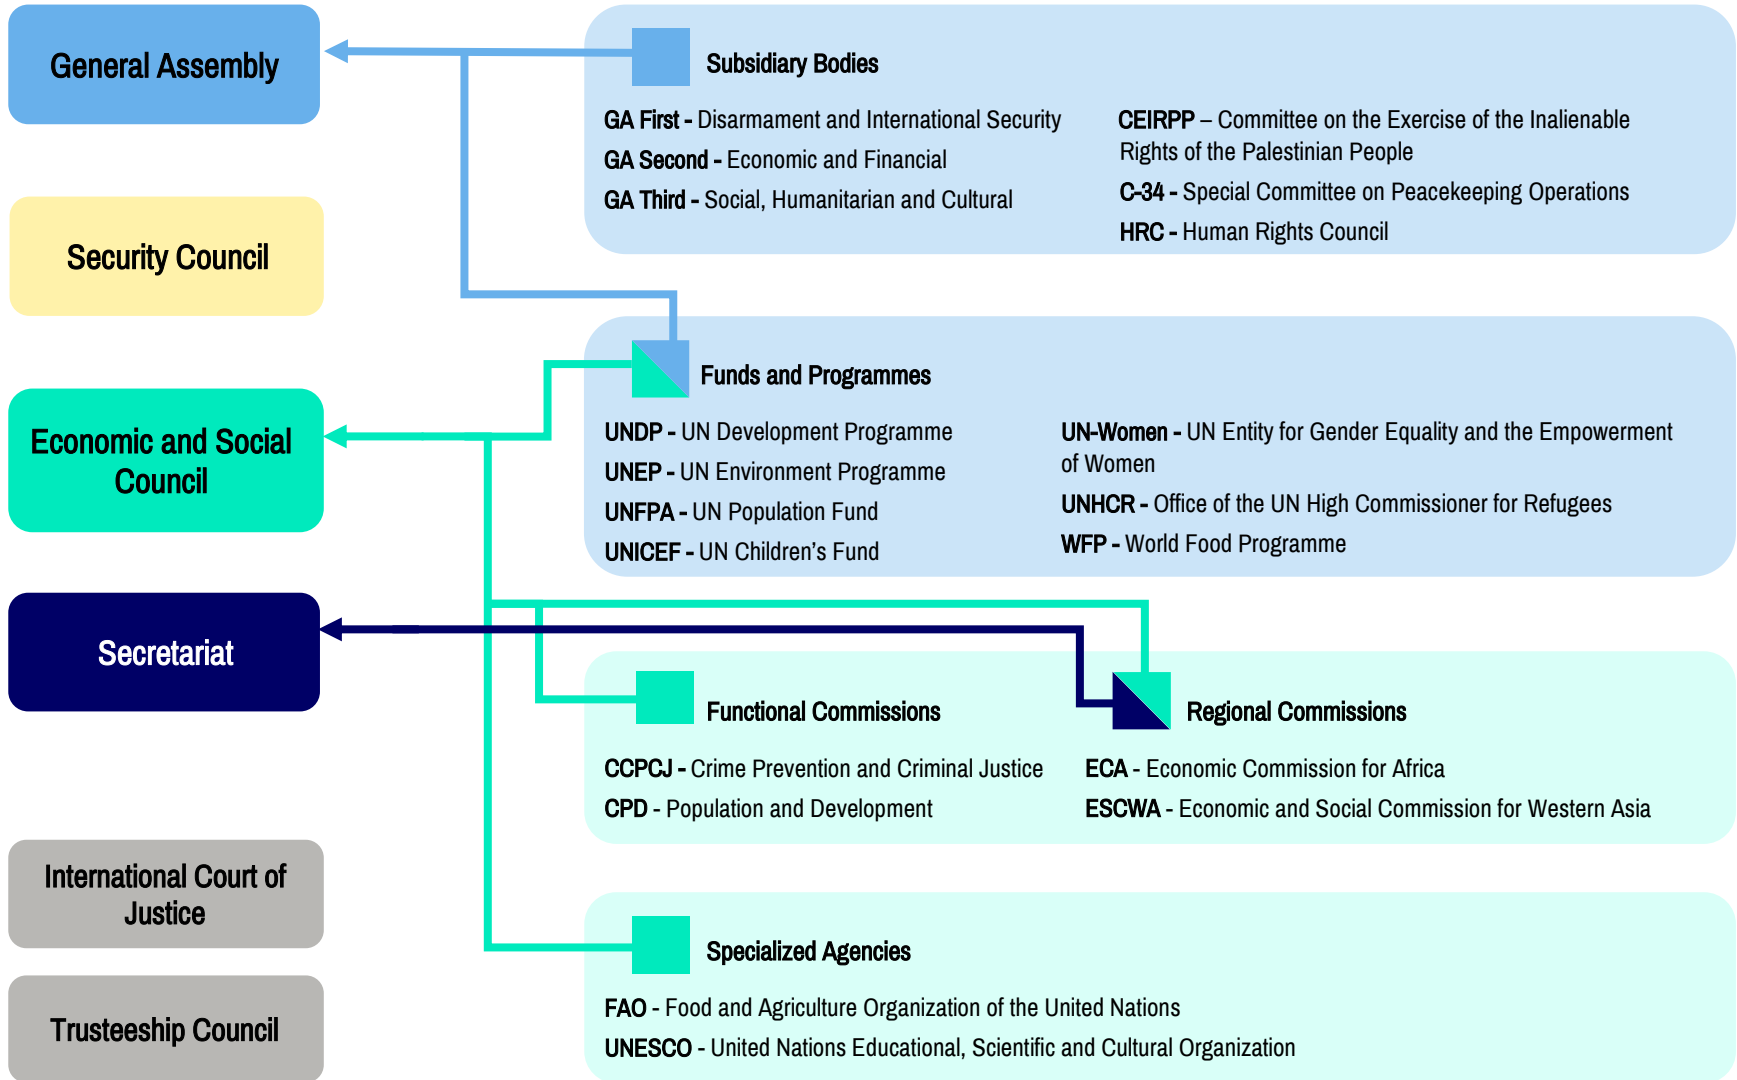 General Assembly
Security Council
Economic and Social
Council
Secretariat
International Court of
Justice
Trusteeship Council
Subsidiary Bodies
GA First - Disarmament and International Security
GA Second - Economic and Financial
GA Third - Social, Humanitarian and Cultural
CEIRPP – Committee on the Exercise of the Inalienable
Rights of the Palestinian People
C-34 - Special Committee on Peacekeeping Operations
HRC - Human Rights Council
Funds and Programmes
UNDP - UN Development Programme
UNEP - UN Environment Programme
UNFPA - UN Population Fund
UNICEF - UN Children’s Fund
UN-Women - UN Entity for Gender Equality and the Empowerment
of Women
UNHCR - Office of the UN High Commissioner for Refugees
WFP - World Food Programme
Functional Commissions
CCPCJ - Crime Prevention and Criminal Justice
CPD - Population and Development
Regional Commissions
ECA - Economic Commission for Africa
ESCWA - Economic and Social Commission for Western Asia
Specialized Agencies
FAO - Food and Agriculture Organization of the United Nations
UNESCO - United Nations Educational, Scientific and Cultural Organization